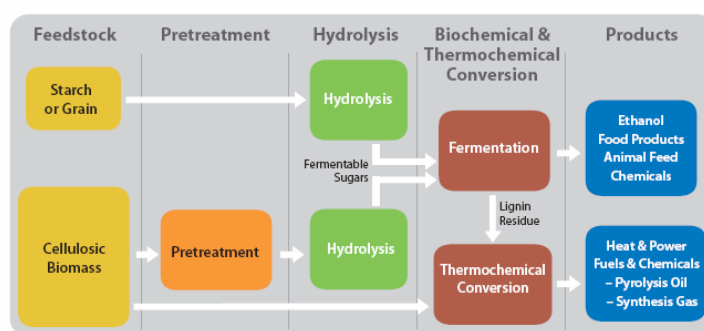 Feedstock
Pretreatment
Hydrolysis
Biochemical &
Thermochemical
Conversion
Products
Starch
or Grain
Hydrolysis
Fermentable
Sugars
Fermentation
Ethanol
Food Products
Animal Feed
Chemicals
Lignin
Residue
Cellulosic
Biomass
Pretreatment
Hydrolysis
Thermochemical
Conversion
Heat & Power
Fuels & Chemicals
– Pyrolysis Oil
– Synthesis Gas